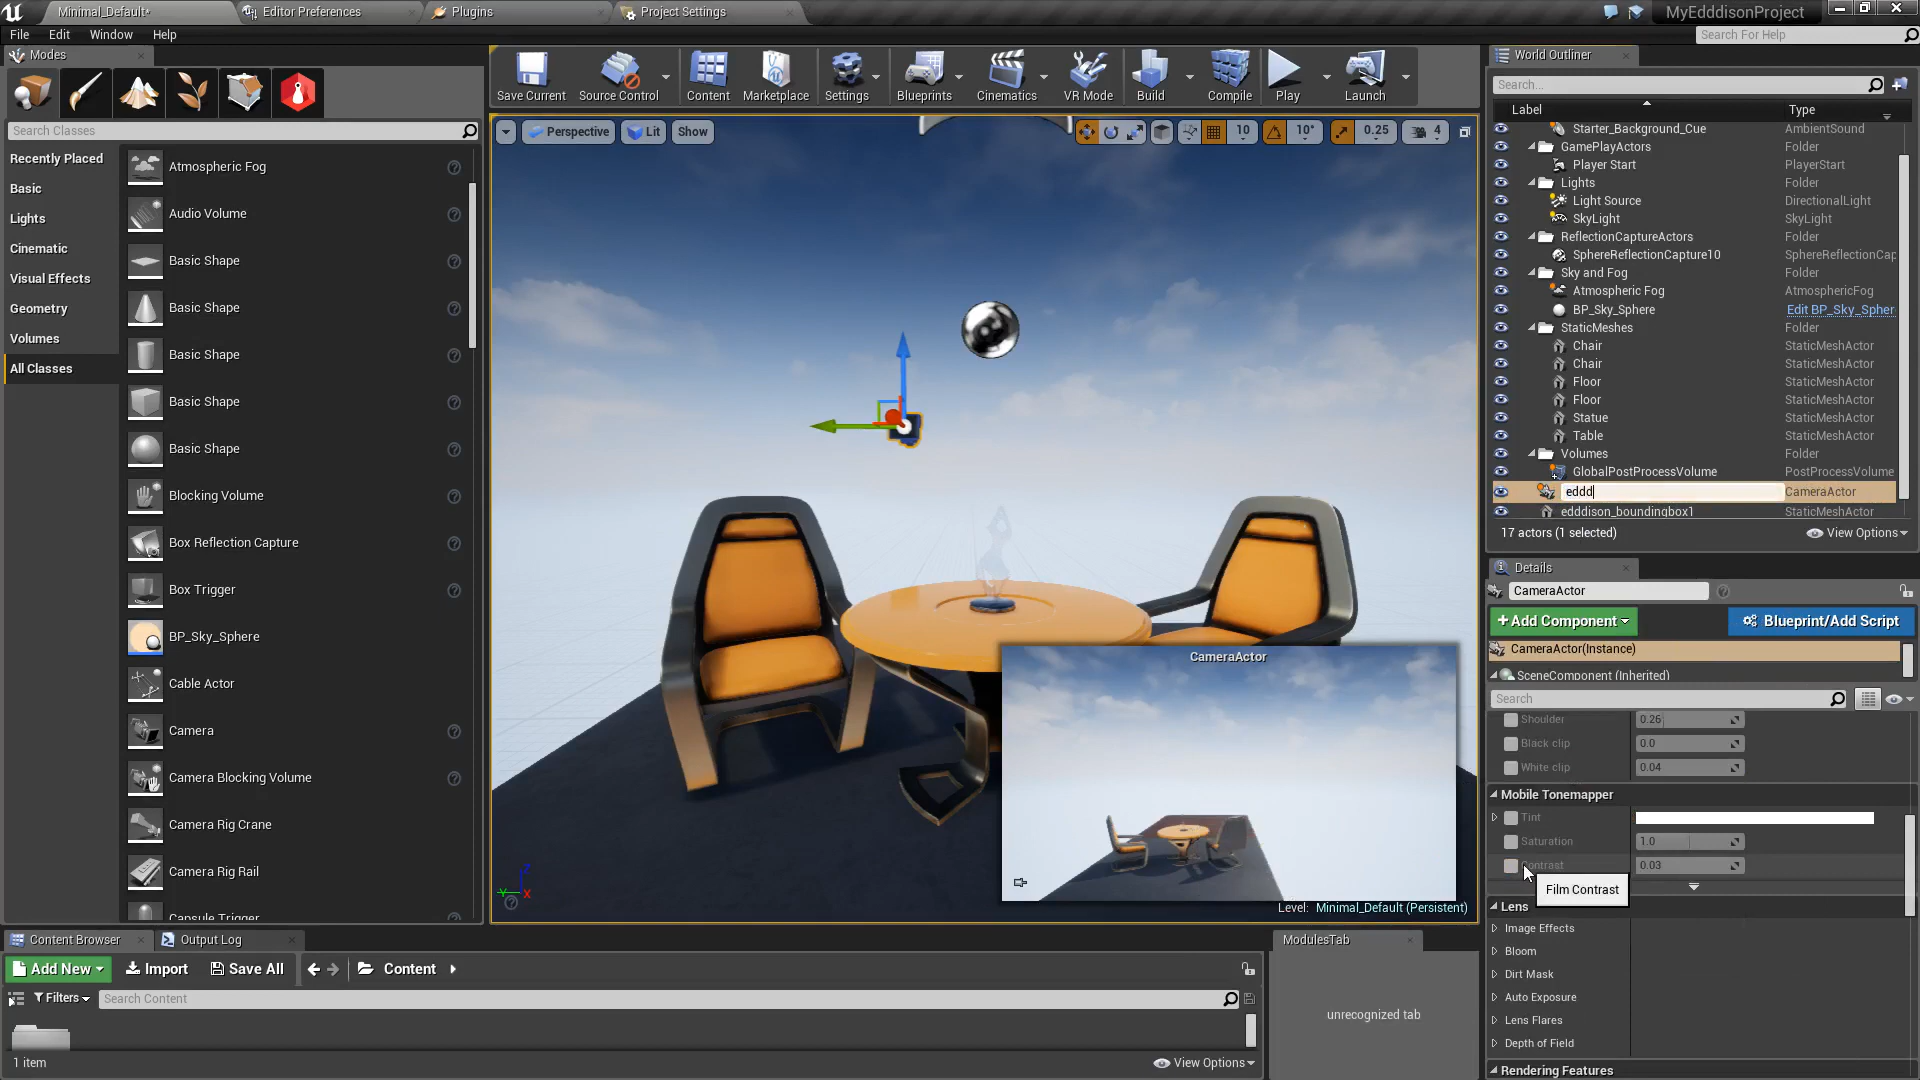 Minimal_Default*
Editor Preferences
Plugins
Project Settings
MyEdddisonProject
File
Edit
Window
Help
Search For Help
Modes
Search Classes
Recently Placed
Basic
Lights
Cinematic
Visual Effects
Geometry
Volumes
All Classes
Atmospheric Fog
Audio Volume
Basic Shape
Basic Shape
Basic Shape
Basic Shape
Basic Shape
Blocking Volume
Box Reflection Capture
Box Trigger
BP_Sky_Sphere
Cable Actor
Camera
Camera Blocking Volume
Camera Rig Crane
Camera Rig Rail
Capsule Trigger
Save Current
Source Control
Content
Marketplace
Settings
Blueprints
Cinematics
VR Mode
Build
Compile
Play
Launch
Perspective
Lit
Show
10
10°
0.25
4
CameraActor
Level: Minimal_Default (Persistent)
World Outliner
Search...
Label
Type
Starter_Background_Cue AmbientSound
GamePlayActors Folder
Player Start PlayerStart
Lights Folder
Light Source DirectionalLight
SkyLight SkyLight
ReflectionCaptureActors Folder
SphereReflectionCapture10 SphereReflectionCap
Sky and Fog Folder
Atmospheric Fog AtmosphericFog
BP_Sky_Sphere Edit BP_Sky_Spher
StaticMeshes Folder
Chair StaticMeshActor
Chair StaticMeshActor
Floor StaticMeshActor
Floor StaticMeshActor
Statue StaticMeshActor
Table StaticMeshActor
Volumes Folder
GlobalPostProcessVolume PostProcessVolume
eddd CameraActor
edddison_boundingbox1 StaticMeshActor
17 actors (1 selected)
View Options
Details
CameraActor
+Add Component
Blueprint/Add Script
CameraActor(Instance)
SceneComponent (Inherited)
Search
Shoulder 0.26
Black clip 0.0
White clip 0.04
Mobile Tonemapper
Tint
Saturation 1.0
Contrast 0.03
Film Contrast
Lens
Image Effects
Bloom
Dirt Mask
Auto Exposure
Lens Flares
Depth of Field
Rendering Features
Content Browser
Output Log
Add New
Import
Save All
Content
Filters
Search Content
1 item
View Options
ModulesTab
unrecognized tab
Z
Y
X